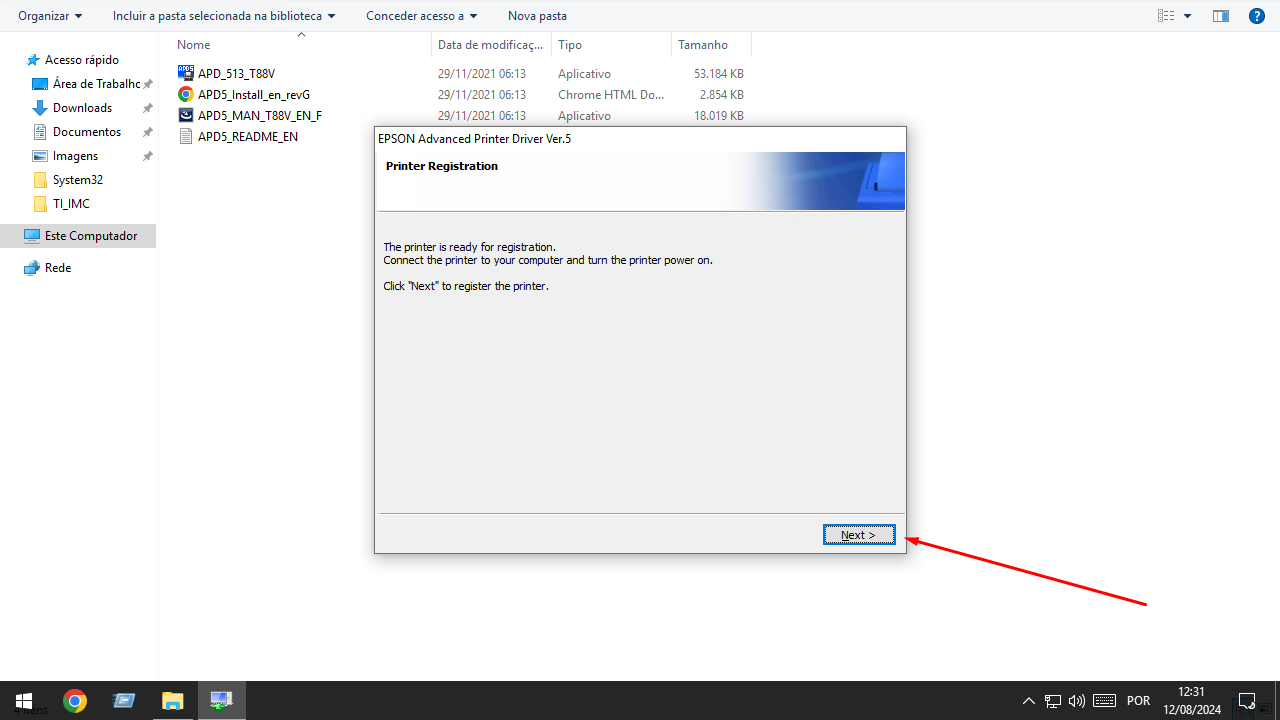 Organizar
Incluir a pasta selecionada na biblioteca
Conceder acesso a
Nova pasta
?
Acesso rápido
Área de Trabalho
Downloads
Documentos
Imagens
System32
TI_IMC
Este Computador
Rede
Nome Data de modificaç... Tipo Tamanho
APD_513_T88V 29/11/2021 06:13 Aplicativo 53.184 KB
APD5_Install_en_revG 29/11/2021 06:13 Chrome HTML Do... 2.854 KB
APD5_MAN_T88V_EN_F 29/11/2021 06:13 Aplicativo 18.019 KB
APD5_README_EN
EPSON Advanced Printer Driver Ver.5
Printer Registration
The printer is ready for registration.
Connect the printer to your computer and turn the printer power on.
Click "Next" to register the printer.
Next >
4 itens
POR
12:31
12/08/2024